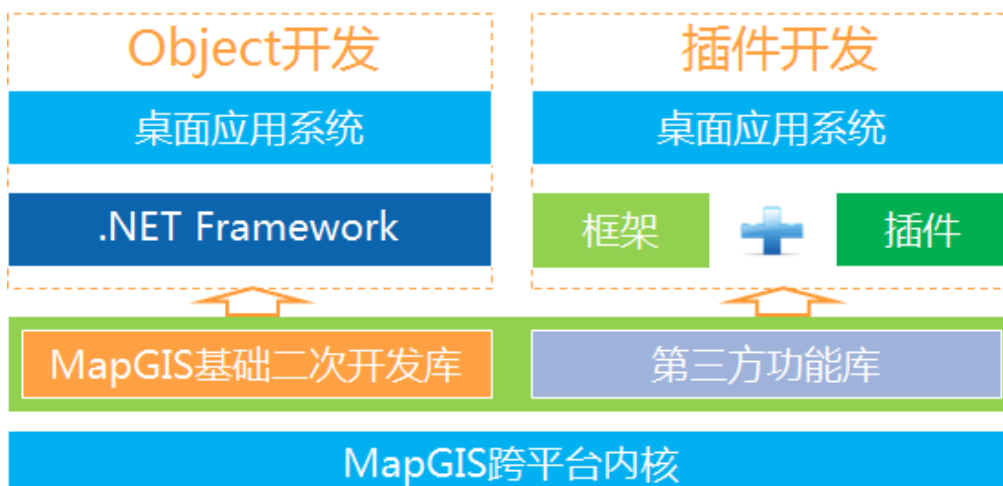 Object开发
桌面应用系统
.NET Framework
插件开发
桌面应用系统
框架
插件
MapGIS基础二次开发库
第三方功能库
MapGIS跨平台内核